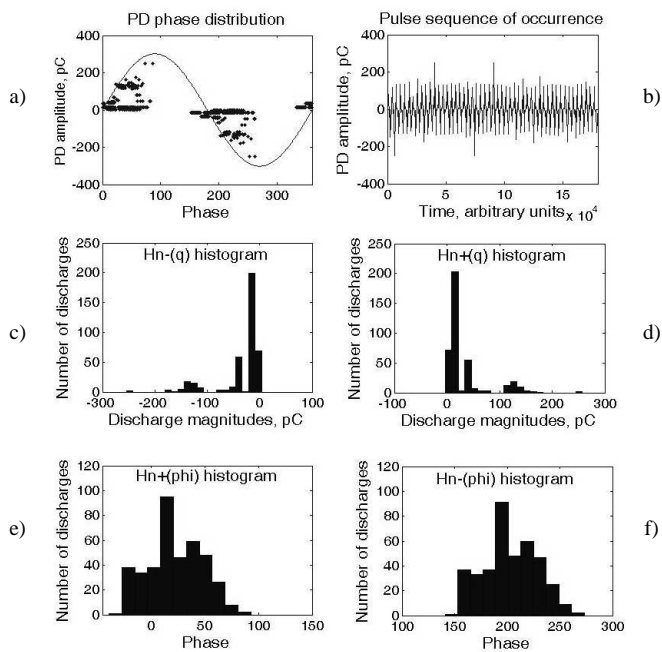 PD phase distribution
a)
PD amplitude, pC
400
200
0
-200
-400
0 100 200 300
Phase
Pulse sequence of occurrence
b)
PD amplitude, pC
400
200
0
-200
-400
0 5 10 15
Time, arbitrary units x 10^4
c)
Hn-(q) histogram
Number of discharges
250
200
150
100
50
0
-300 -200 -100 0 100
Discharge magnitudes, pC
d)
Hn+(q) histogram
Number of discharges
250
200
150
100
50
0
-100 0 100 200 300
Discharge magnitudes, pC
e)
Hn+(phi) histogram
Number of discharges
120
100
80
60
40
20
0
0 50 100 150
Phase
f)
Hn-(phi) histogram
Number of discharges
120
100
80
60
40
20
0
100 150 200 250 300
Phase